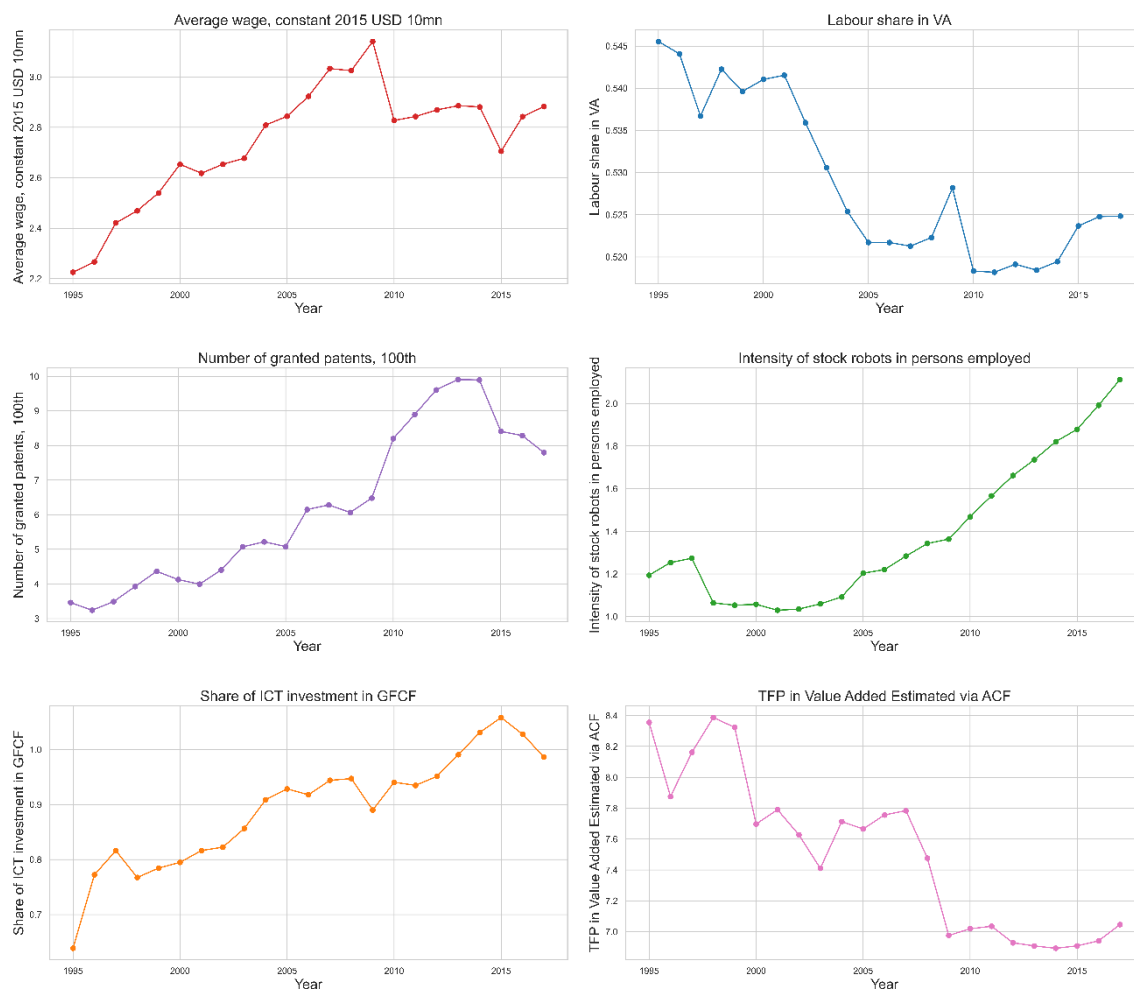 Average wage, constant 2015 USD 10mn
Average wage, constant 2015 USD 10mn
3.0
2.8
2.6
2.4
2.2
1995 2000 2005 2010 2015
Year
Labour share in VA
Labour share in VA
0.545
0.540
0.535
0.530
0.525
0.520
1995 2000 2005 2010 2015
Year
Number of granted patents, 100th
Number of granted patents, 100th
10
9
8
7
6
5
4
3
1995 2000 2005 2010 2015
Year
Intensity of stock robots in persons employed
Intensity of stock robots in persons employed
2.0
1.8
1.6
1.4
1.2
1.0
1995 2000 2005 2010 2015
Year
Share of ICT investment in GFCF
Share of ICT investment in GFCF
1.0
0.9
0.8
0.7
1995 2000 2005 2010 2015
Year
TFP in Value Added Estimated via ACF
TFP in Value Added Estimated via ACF
8.4
8.2
8.0
7.8
7.6
7.4
7.2
7.0
1995 2000 2005 2010 2015
Year